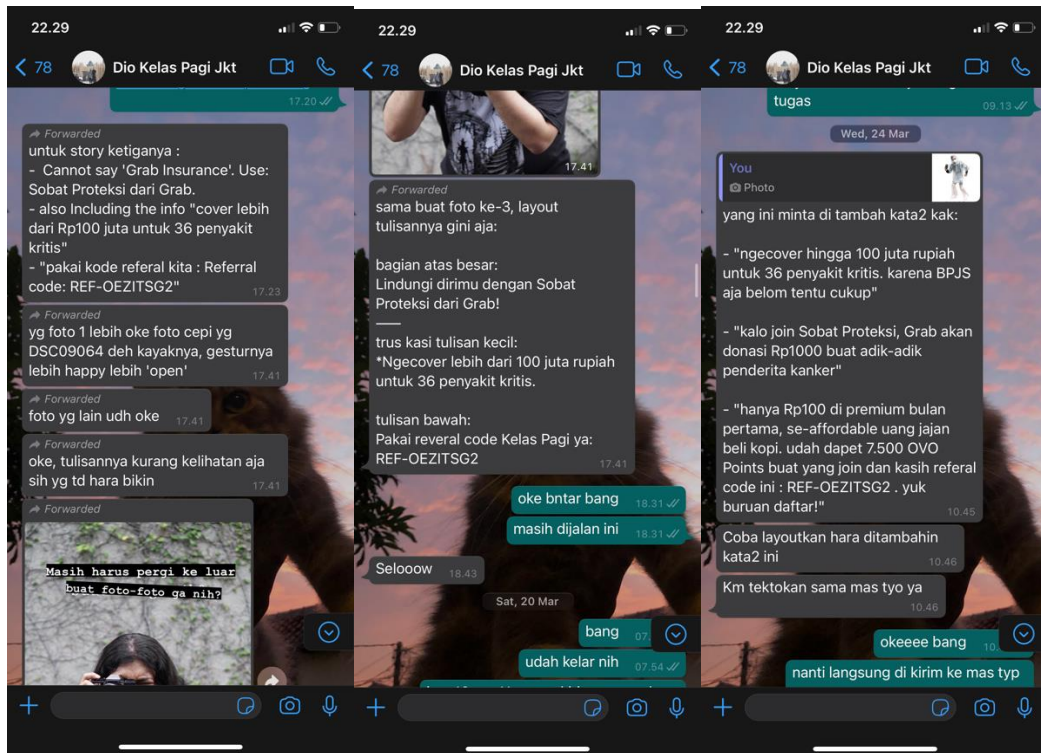 22.29
78
Dio Kelas Pagi Jkt
17.20
Forwarded
untuk story ketiganya :
- Cannot say 'Grab Insurance'. Use:
Sobat Proteksi dari Grab.
- also Including the info "cover lebih
dari Rp100 juta untuk 36 penyakit
kritis"
- "pakai kode referal kita : Referral
code: REF-OEZITSG2"
17.23
Forwarded
yg foto 1 lebih oke foto cepi yg
DSC09064 deh kayaknya, gesturnya
lebih happy lebih 'open'
17.41
Forwarded
foto yg lain udh oke
17.41
Forwarded
oke, tulisannya kurang kelihatan aja
sih yg td hara bikin
17.41
Forwarded
Masih harus pergi ke luar
buat foto-foto ga nih?
22.29
78
Dio Kelas Pagi Jkt
17.41
Forwarded
sama buat foto ke-3, layout
tulisannya gini aja:
bagian atas besar:
Lindungi dirimu dengan Sobat
Proteksi dari Grab!
___
trus kasi tulisan kecil:
*Ngecover lebih dari 100 juta rupiah
untuk 36 penyakit kritis.
tulisan bawah:
Pakai reveral code Kelas Pagi ya:
REF-OEZITSG2
17.41
oke bntar bang
18.31
masih dijalan ini
18.31
Selooow
18.43
Sat, 20 Mar
bang
07.
udah kelar nih
07.54
22.29
78
Dio Kelas Pagi Jkt
tugas
09.13
Wed, 24 Mar
You
Photo
yang ini minta di tambah kata2 kak:
- "ngecover hingga 100 juta rupiah
untuk 36 penyakit kritis. karena BPJS
aja belom tentu cukup"
- "kalo join Sobat Proteksi, Grab akan
donasi Rp1000 buat adik-adik
penderita kanker"
- "hanya Rp100 di premium bulan
pertama, se-affordable uang jajan
beli kopi. udah dapet 7.500 OVO
Points buat yang join dan kasih referal
code ini : REF-OEZITSG2 . yuk
buruan daftar!"
10.45
Coba layoutkan hara ditambahin
kata2 ini
10.46
Km tektokan sama mas tyo ya
10.46
okeeee bang
10.
nanti langsung di kirim ke mas typ